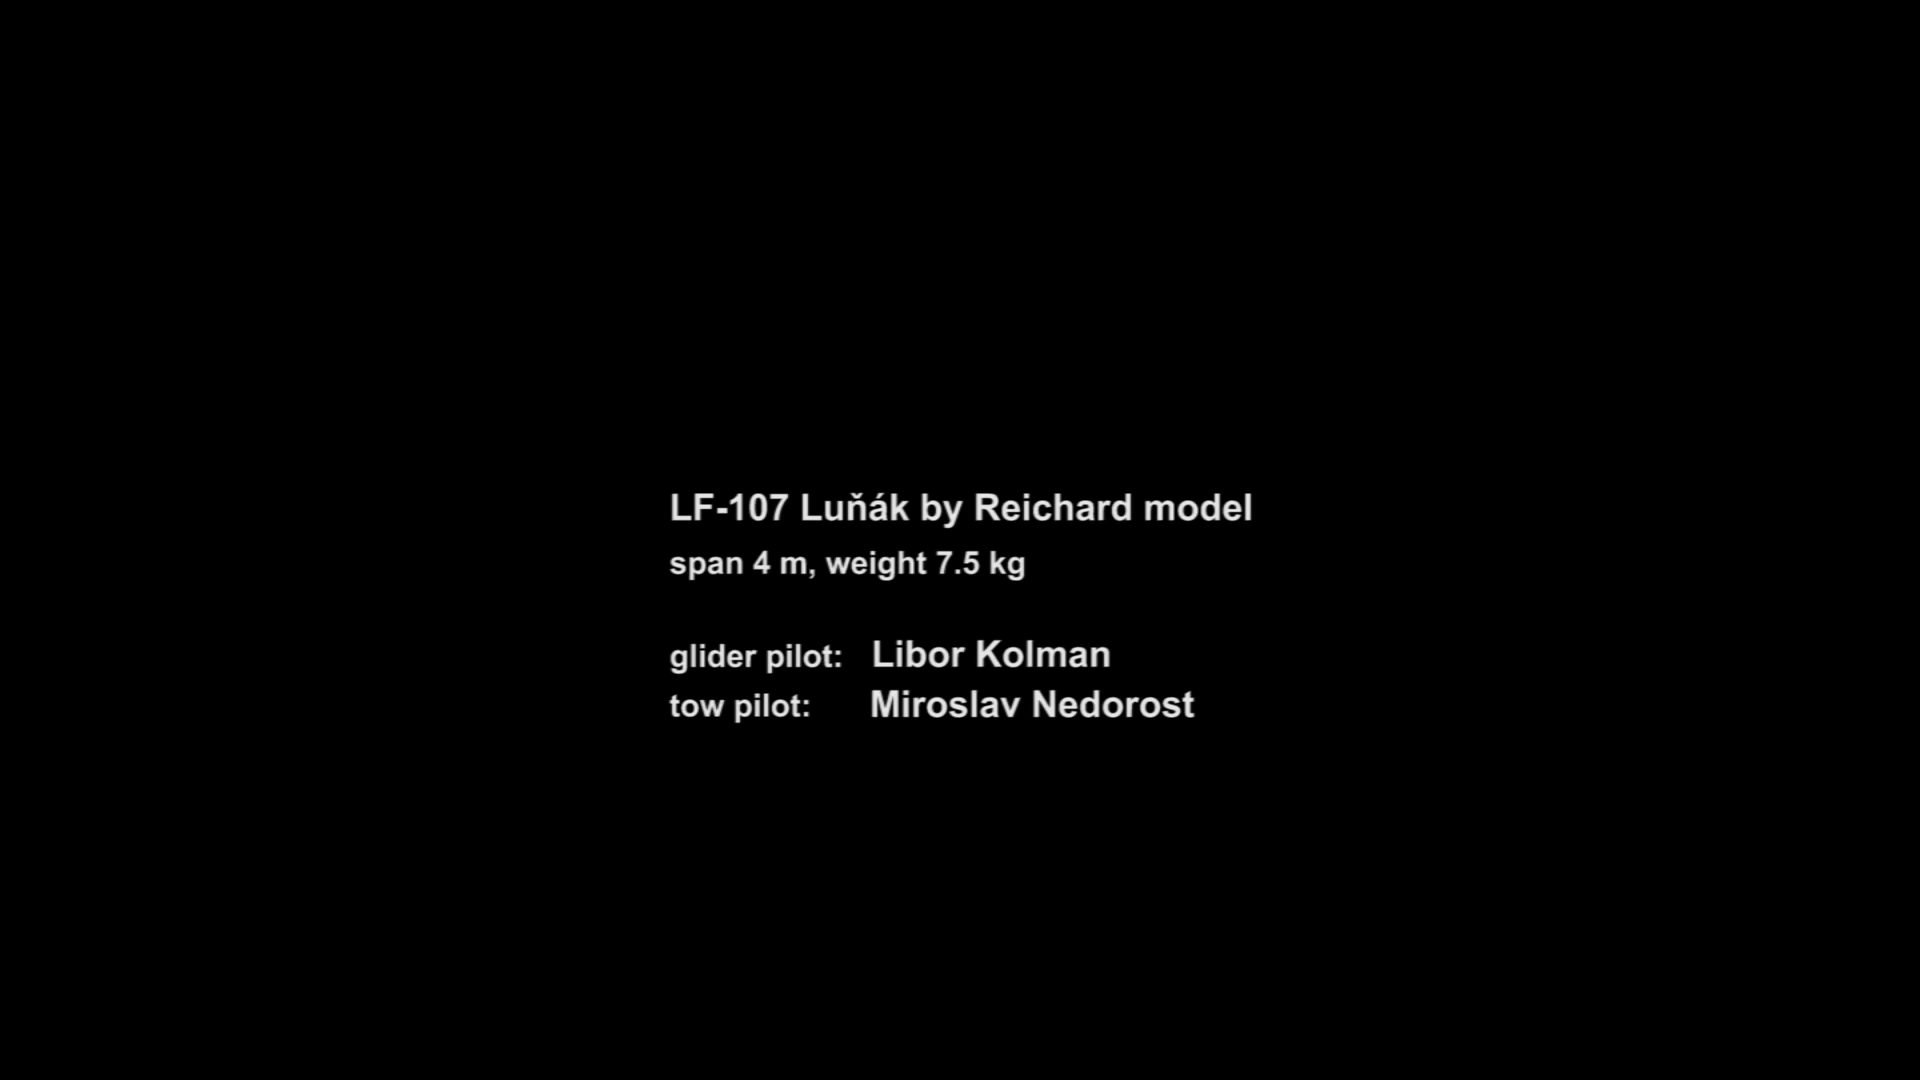 LF-107 Luňák by Reichard model
span 4 m, weight 7.5 kg
glider pilot: Libor Kolman
tow pilot: Miroslav Nedorost